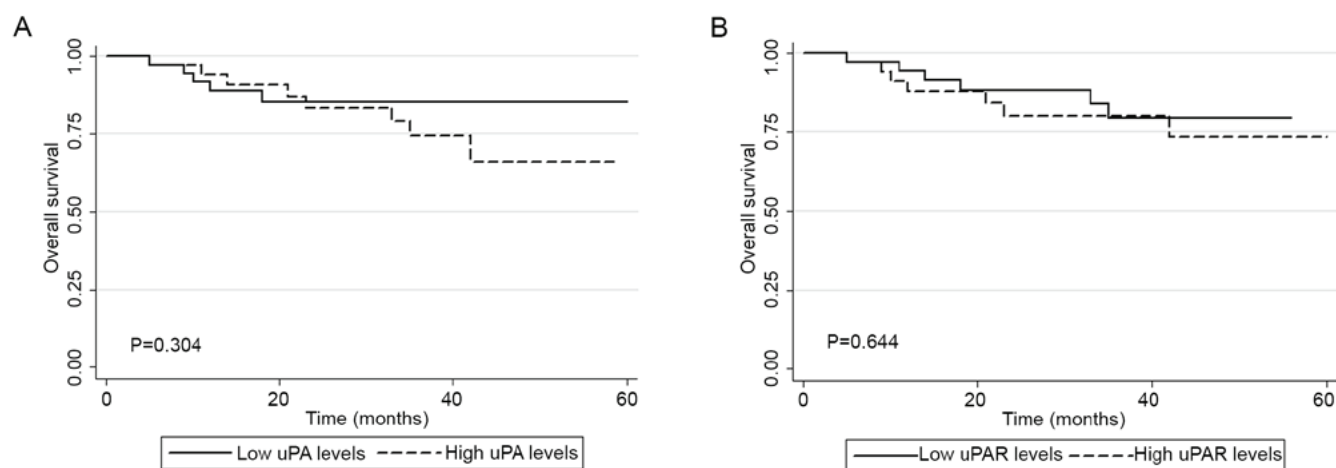 A
Overall survival
1.00
0.75
0.50
0.25
0.00
P=0.304
0 20 40 60
Time (months)
Low uPA levels High uPA levels
B
Overall survival
1.00
0.75
0.50
0.25
0.00
P=0.644
0 20 40 60
Time (months)
Low uPAR levels High uPAR levels